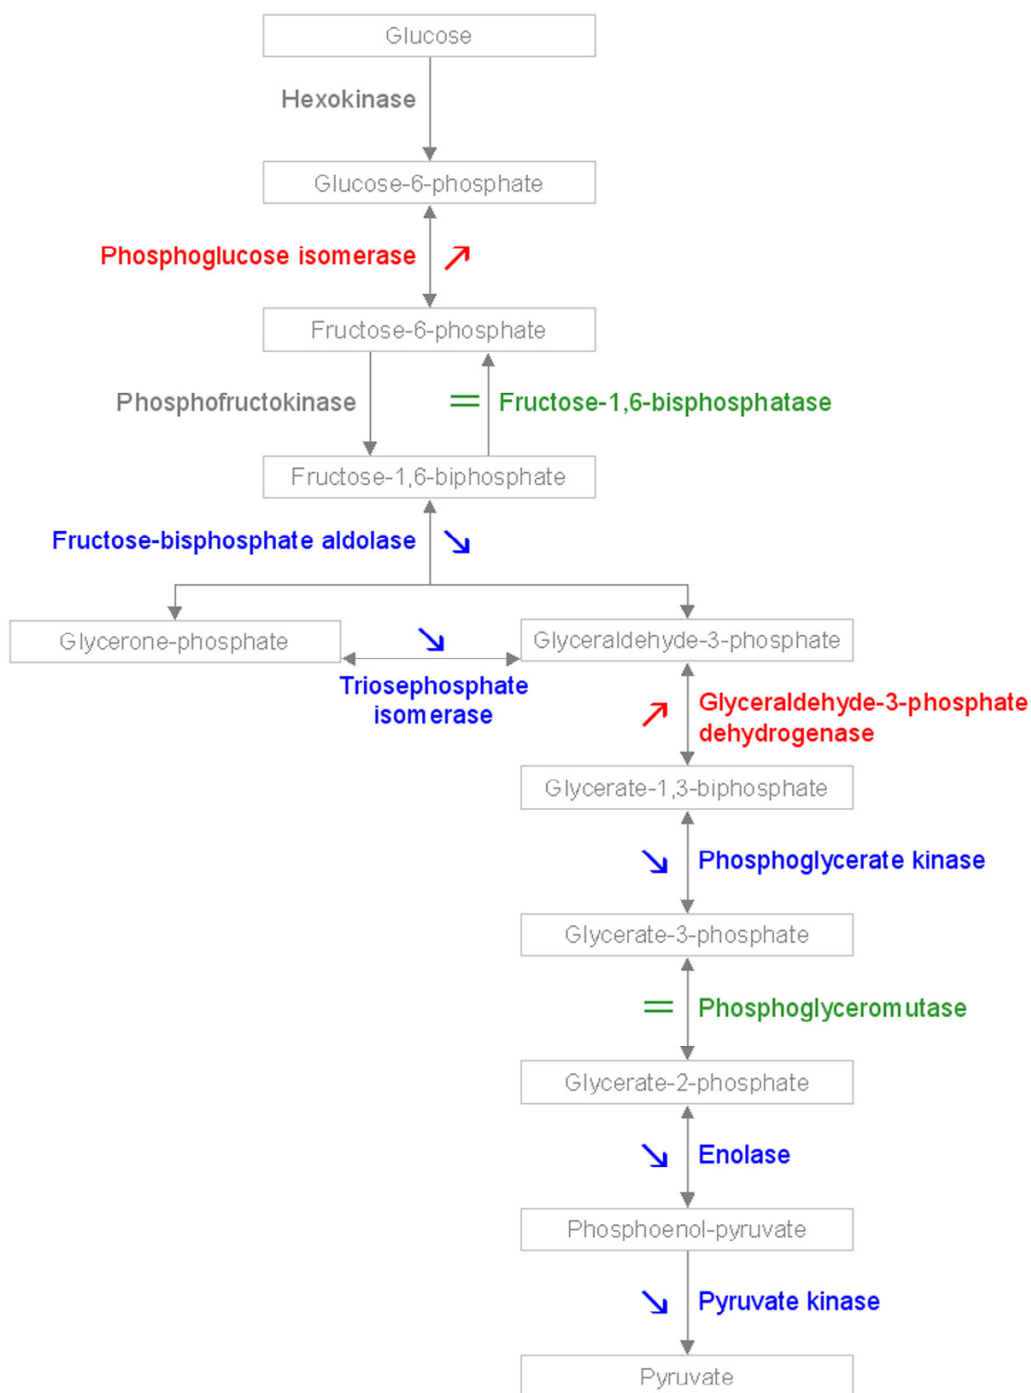 Glucose
Hexokinase
Glucose-6-phosphate
Phosphoglucose isomerase
Fructose-6-phosphate
Phosphofructokinase
= Fructose-1,6-bisphosphatase
Fructose-1,6-biphosphate
Fructose-bisphosphate aldolase
Glycerone-phosphate
Glyceraldehyde-3-phosphate
Triosephosphate
isomerase
Glyceraldehyde-3-phosphate
dehydrogenase
Glycerate-1,3-biphosphate
Phosphoglycerate kinase
Glycerate-3-phosphate
= Phosphoglyceromutase
Glycerate-2-phosphate
Enolase
Phosphoenol-pyruvate
Pyruvate kinase
Pyruvate